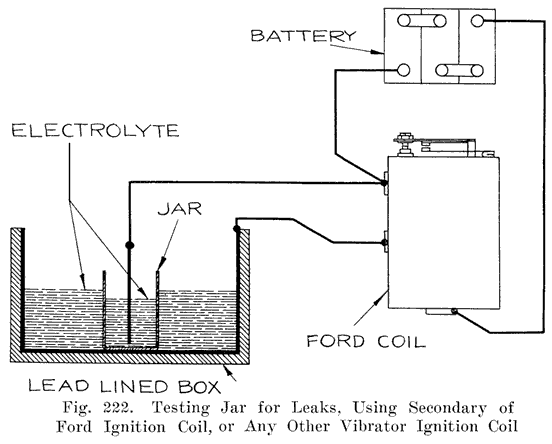 BATTERY
ELECTROLYTE
JAR
FORD COIL
LEAD LINED BOX
Fig. 222. Testing Jar for Leaks, Using Secondary of
Ford Ignition Coil, or Any Other Vibrator Ignition Coil